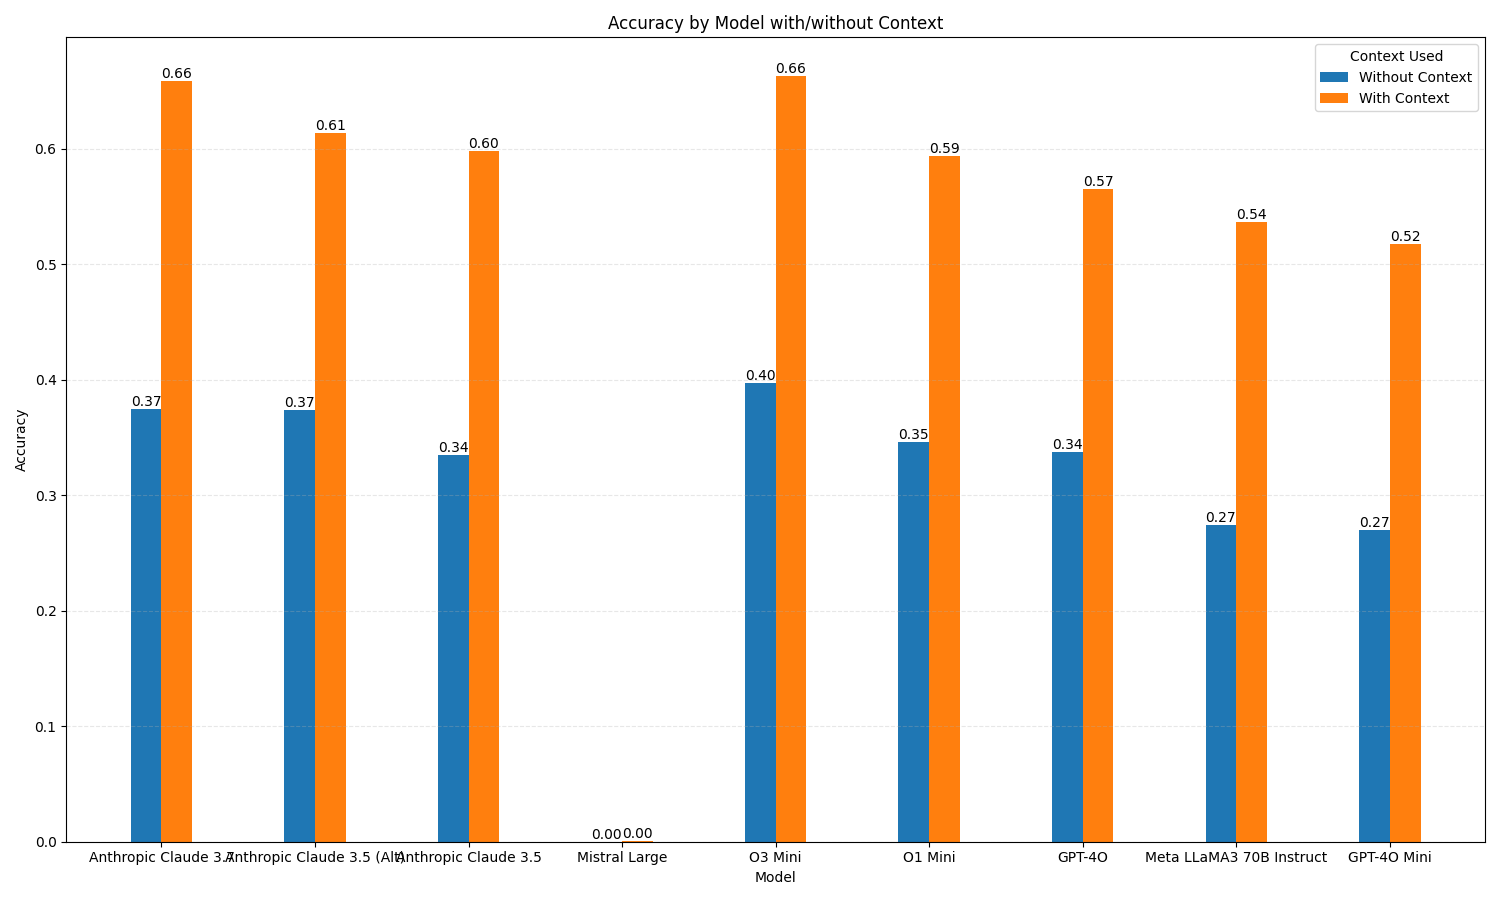 Accuracy by Model with/without Context
Context Used
Without Context
With Context
Accuracy
0.6
0.5
0.4
0.3
0.2
0.1
0.0
0.37
0.66
0.37
0.61
0.34
0.60
0.00
0.00
0.40
0.66
0.35
0.59
0.34
0.57
0.27
0.54
0.27
0.52
Anthropic Claude 3.7
Anthropic Claude 3.5 (Alt)
Anthropic Claude 3.5
Mistral Large
O3 Mini
O1 Mini
GPT-4O
Meta LLaMA3 70B Instruct
GPT-4O Mini
Model